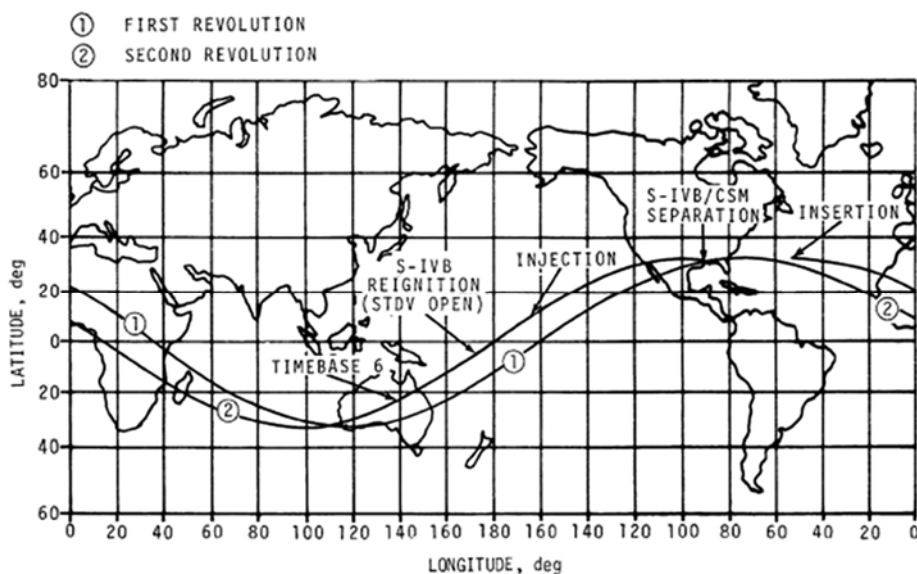 ① FIRST REVOLUTION
② SECOND REVOLUTION
80
60
40
20
0
20
40
60
LATITUDE, deg
S-IVB/CSM
SEPARATION
INSERTION
INJECTION
S-IVB
REIGNITION
(STDV OPEN)
TIMEBASE 6
①
②
①
②
0 20 40 60 80 100 120 140 160 180 160 140 120 100 80 60 40 20 0
LONGITUDE, deg